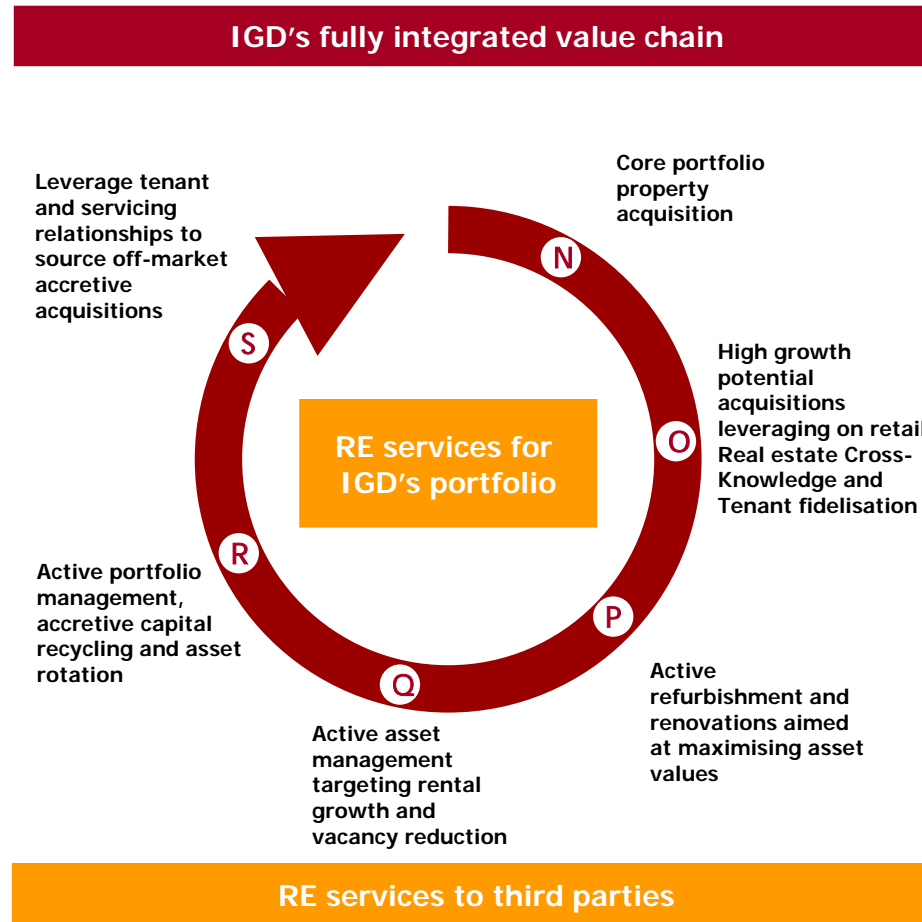 IGD's fully integrated value chain
Core portfolio
property
acquisition
N
High growth
potential
acquisitions
leveraging on retail
Real estate Cross-
Knowledge and
Tenant fidelisation
O
P
Active
refurbishment and
renovations aimed
at maximising asset
values
Q
Active asset
management
targeting rental
growth and
vacancy reduction
R
Active portfolio
management,
accretive capital
recycling and asset
rotation
S
Leverage tenant
and servicing
relationships to
source off-market
accretive
acquisitions
RE services for
IGD's portfolio
RE services to third parties